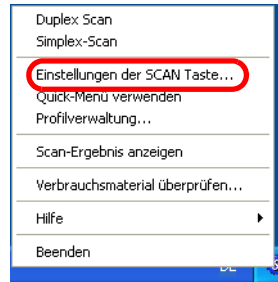 Duplex Scan
Simplex-Scan
Einstellungen der SCAN Taste...
Quick-Menü verwenden
Profilverwaltung...
Scan-Ergebnis anzeigen
Verbrauchsmaterial überprüfen...
Hilfe
Beenden